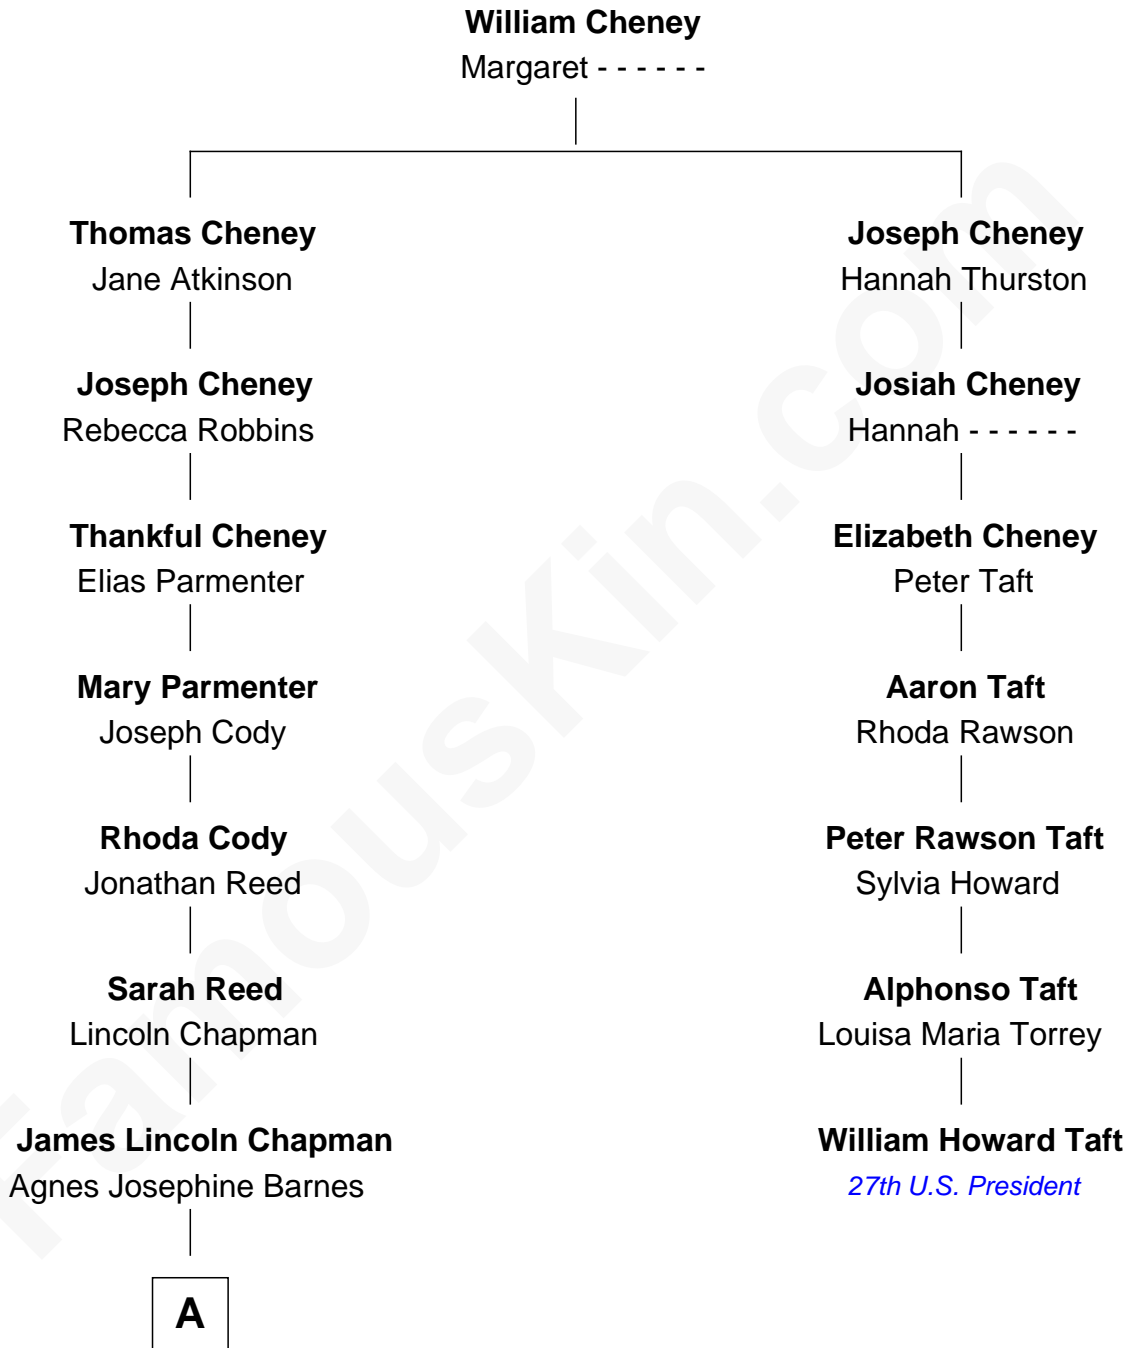 William Cheney
Margaret - - - - - -
Thomas Cheney
Jane Atkinson
Joseph Cheney
Hannah Thurston
Joseph Cheney
Rebecca Robbins
Josiah Cheney
Hannah - - - - - -
Thankful Cheney
Elias Parmenter
Elizabeth Cheney
Peter Taft
Mary Parmenter
Joseph Cody
Aaron Taft
Rhoda Rawson
Rhoda Cody
Jonathan Reed
Peter Rawson Taft
Sylvia Howard
Sarah Reed
Lincoln Chapman
Alphonso Taft
Louisa Maria Torrey
James Lincoln Chapman
Agnes Josephine Barnes
William Howard Taft
27th U.S. President
A
FamousKin.com